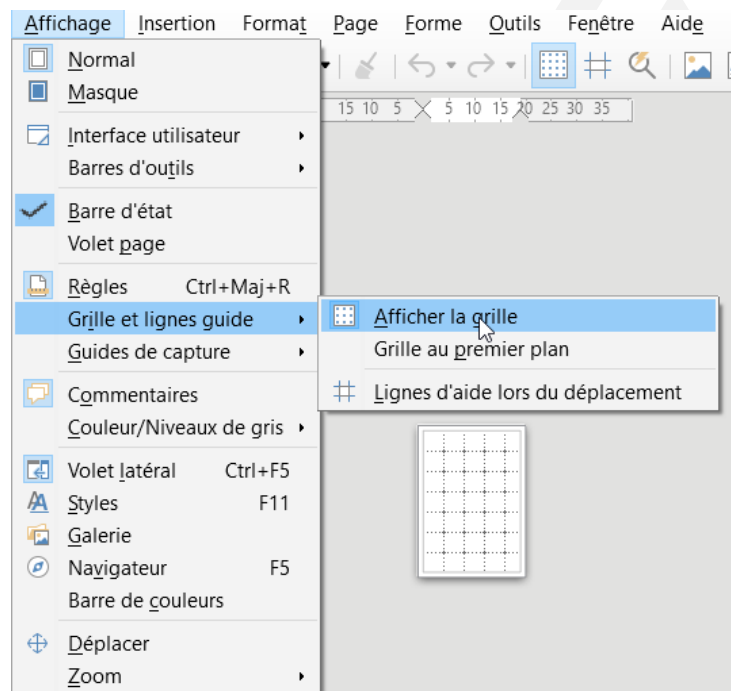 Affichage Insertion Format Page Forme Outils Fenêtre Aide
Normal
Masque
15 10 5 5 10 15 20 25 30 35
Interface utilisateur
Barres d'outils
Barre d'état
Volet page
Règles Ctrl+Maj+R
Grille et lignes guide
Afficher la grille
Guides de capture
Grille au premier plan
Commentaires
Lignes d'aide lors du déplacement
Couleur/Niveaux de gris
Volet latéral Ctrl+F5
Styles F11
Galerie
Navigateur F5
Barre de couleurs
Déplacer
Zoom